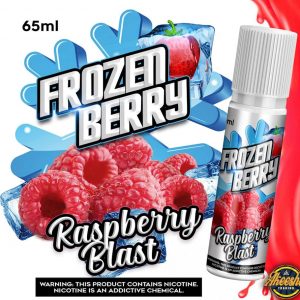 65ml
FROZEN
BERRY
Raspberry
Blast
WARNING: THIS PRODUCT CONTAINS NICOTINE.
NICOTINE IS AN ADDICTIVE CHEMICAL.
ml
FROZEN
BERRY
Raspberry
Blast
Aheesh